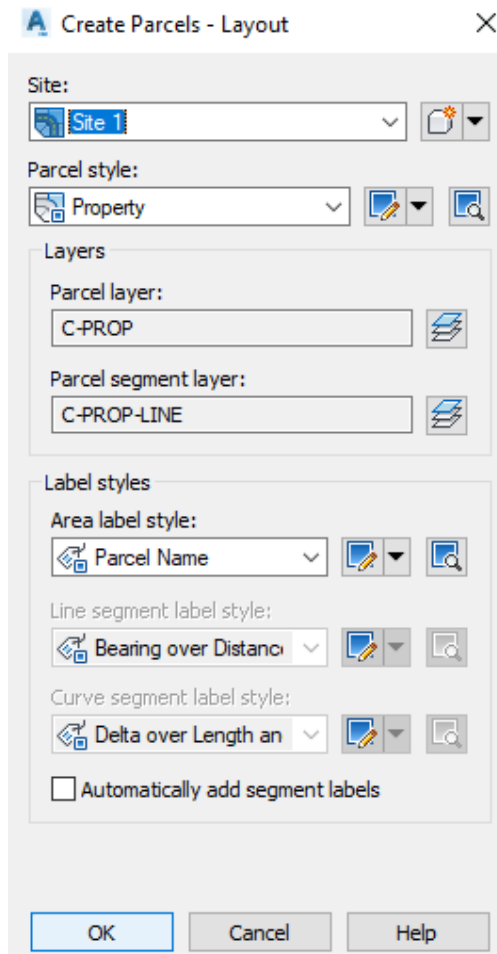 Create Parcels - Layout
Site:
Site 1
Parcel style:
Property
Layers
Parcel layer:
C-PROP
Parcel segment layer:
C-PROP-LINE
Label styles
Area label style:
Parcel Name
Line segment label style:
Bearing over Distanc
Curve segment label style:
Delta over Length an
Automatically add segment labels
OK Cancel Help